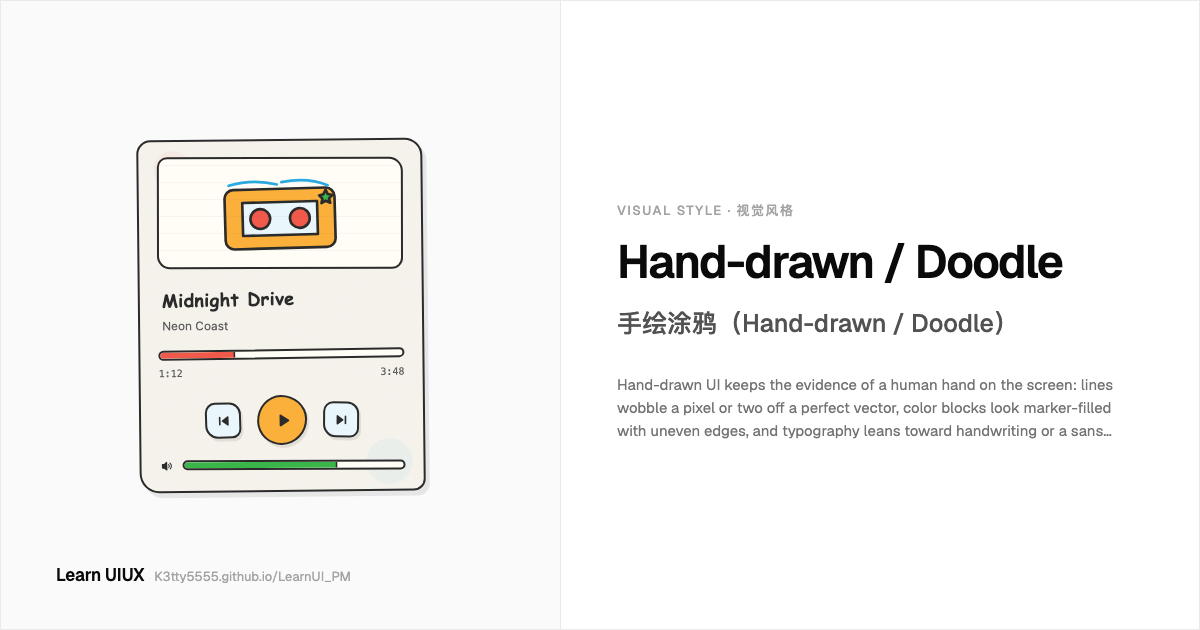 Midnight Drive
Neon Coast
1:12
3:48
Learn UIUX K3tty5555.github.io/LearnUI_PM
VISUAL STYLE · 视觉风格
Hand-drawn / Doodle
手绘涂鸦（Hand-drawn / Doodle）
Hand-drawn UI keeps the evidence of a human hand on the screen: lines
wobble a pixel or two off a perfect vector, color blocks look marker-filled
with uneven edges, and typography leans toward handwriting or a sans…